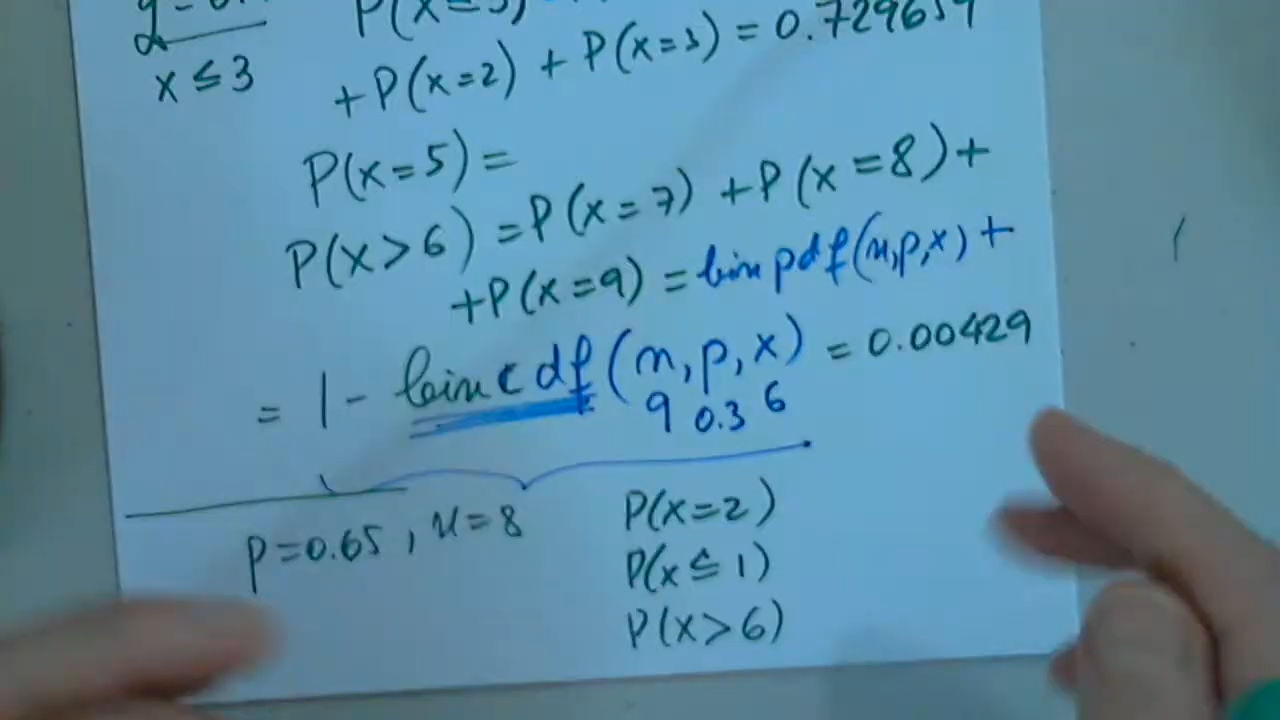 x ≤ 3
+P(x=2) + P(x=3) = 0.729659
P(x=5) =
P(x>6) = P(x=7) + P(x=8) +
+P(x=9) = binpdf(n,p,x) +
= 1 - bincdf(n,p,x) = 0.00429
9 0.3 6
p=0.65, n=8 P(x=2)
P(x≤1)
P(x>6)